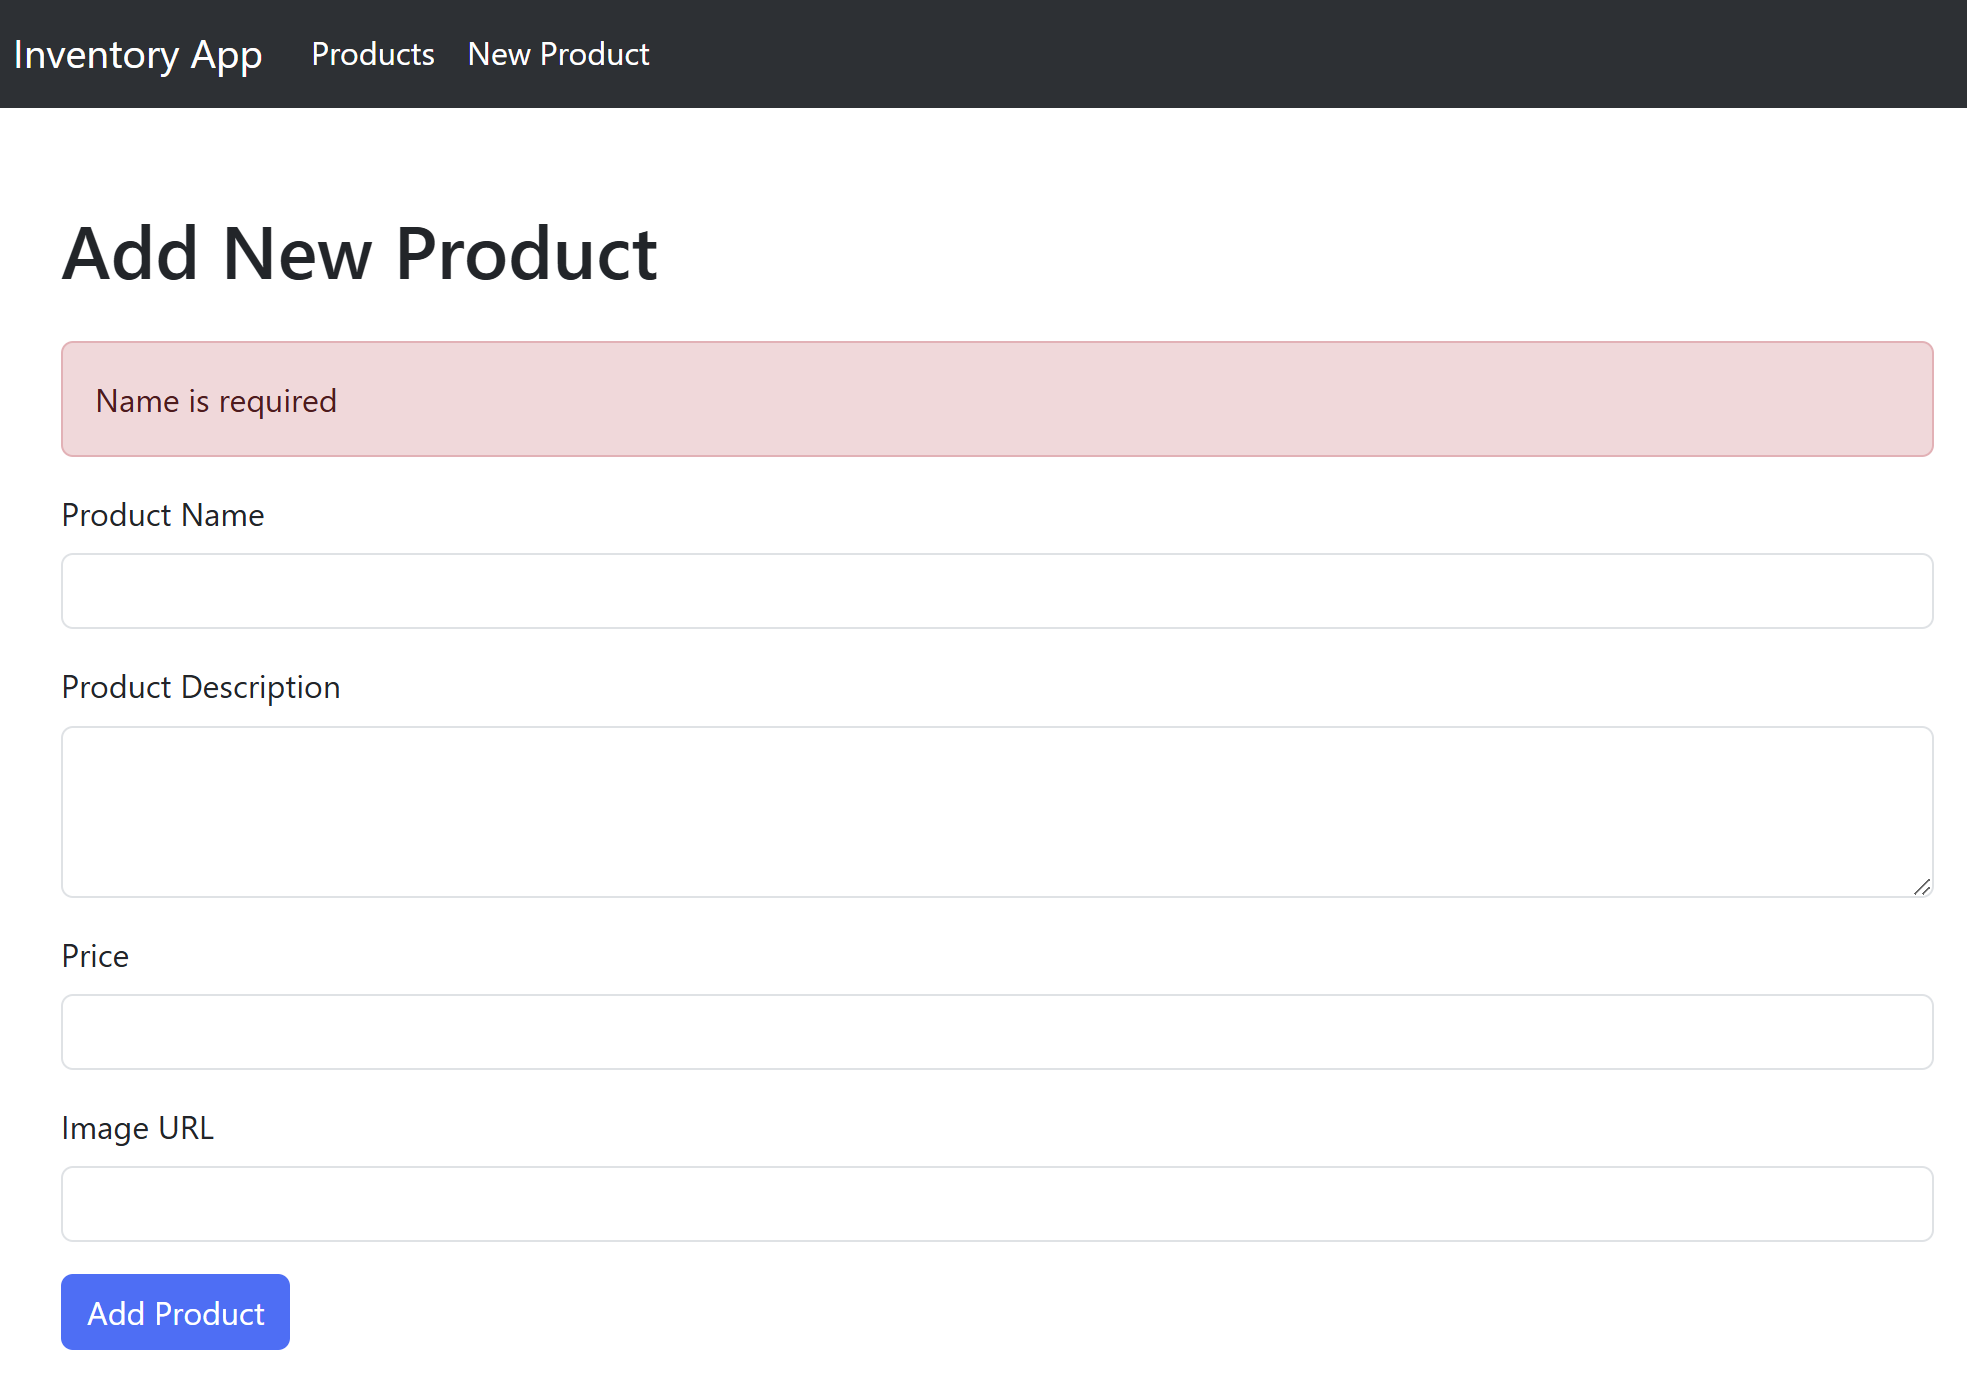 Inventory App Products New Product
Add New Product
Name is required
Product Name
Product Description
Price
Image URL
Add Product